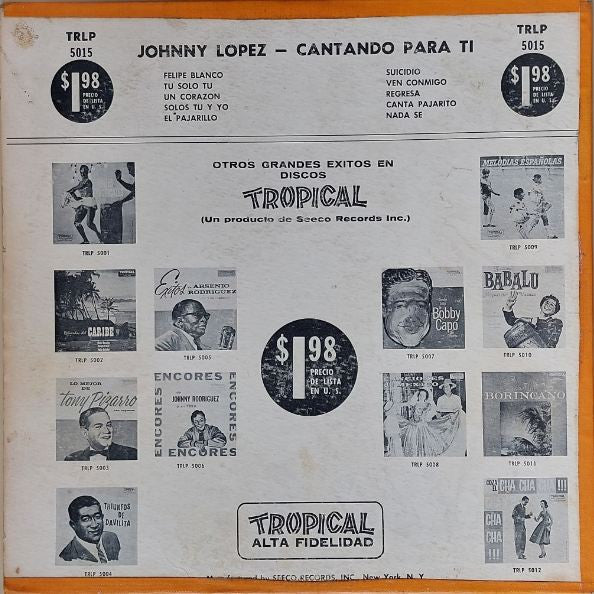 TRLP
5015
TRLP
5015
JOHNNY LOPEZ — CANTANDO PARA TI
$1.98
PRECIO
DE LISTA
EN U. S.
$1.98
PRECIO
DE LISTA
EN U. S.
FELIPE BLANCO
TU SOLO TU
UN CORAZON
SOLOS TU Y YO
EL PAJARILLO
SUICIDIO
VEN CONMIGO
REGRESA
CANTA PAJARITO
NADA SE
OTROS GRANDES EXITOS EN
DISCOS
TROPICAL
(Un producto de Seeco Records Inc.)
TRLP 5001
MELODIAS ESPAÑOLAS
TRLP 5009
CARIBE
TRLP 5002
Exitos de ARSENIO
RODRIGUEZ
TRLP 5005
Bobby
Capo
TRLP 5007
BABALU
TRLP 5010
$1.98
PRECIO
DE LISTA
EN U. S.
LO MEJOR
DE
Tony Pizarro
TRLP 5003
ENCORES
ENCORES
ENCORES
JOHNNY RODRIGUEZ
ENCORES
TRLP 5006
TRLP 5008
BORINCANO
TRLP 5011
TRIUNFOS
DE
DAVILITA
TRLP 5004
TROPICAL
ALTA FIDELIDAD
CHA CHA CHA !!!
CHA
CHA
!!!
TRLP 5012
Manufactured by SEECO RECORDS, INC. New York, N. Y.